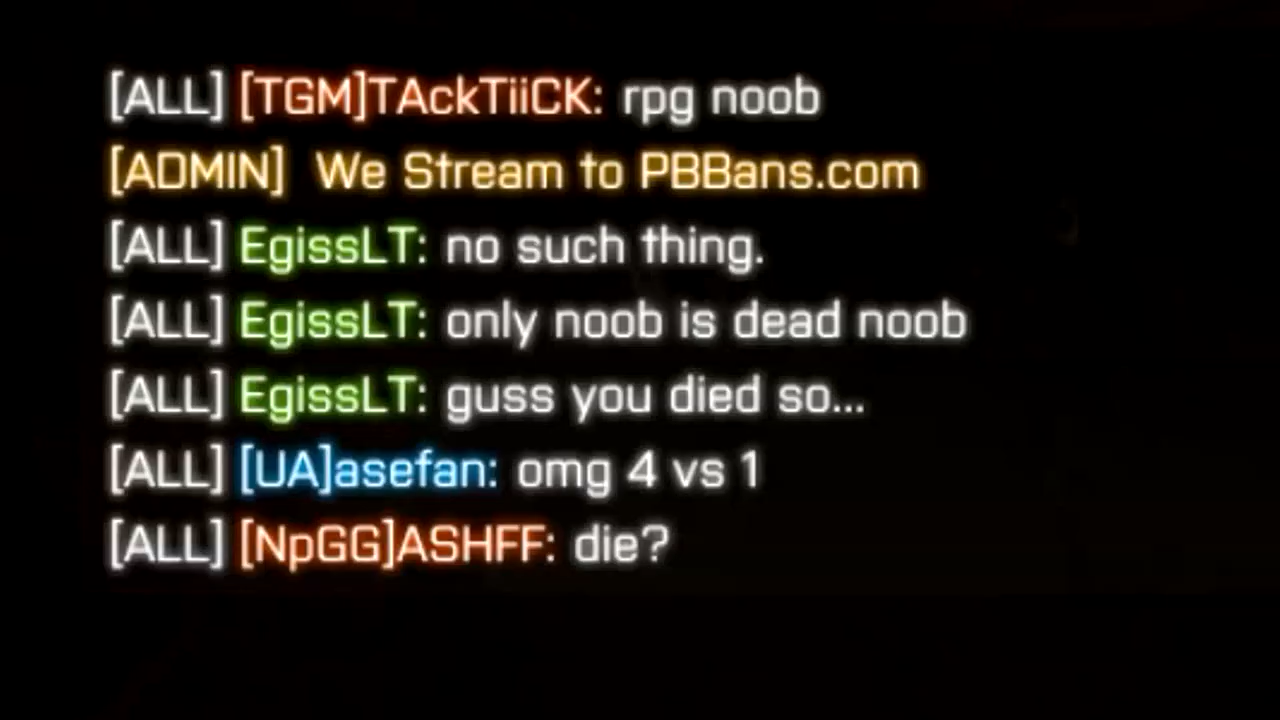 [ALL] [TGM]TAckTiiCK: rpg noob
[ADMIN] We Stream to PBBans.com
[ALL] EgissLT: no such thing.
[ALL] EgissLT: only noob is dead noob
[ALL] EgissLT: guss you died so...
[ALL] [UA]asefan: omg 4 vs 1
[ALL] [NpGG]ASHFF: die?